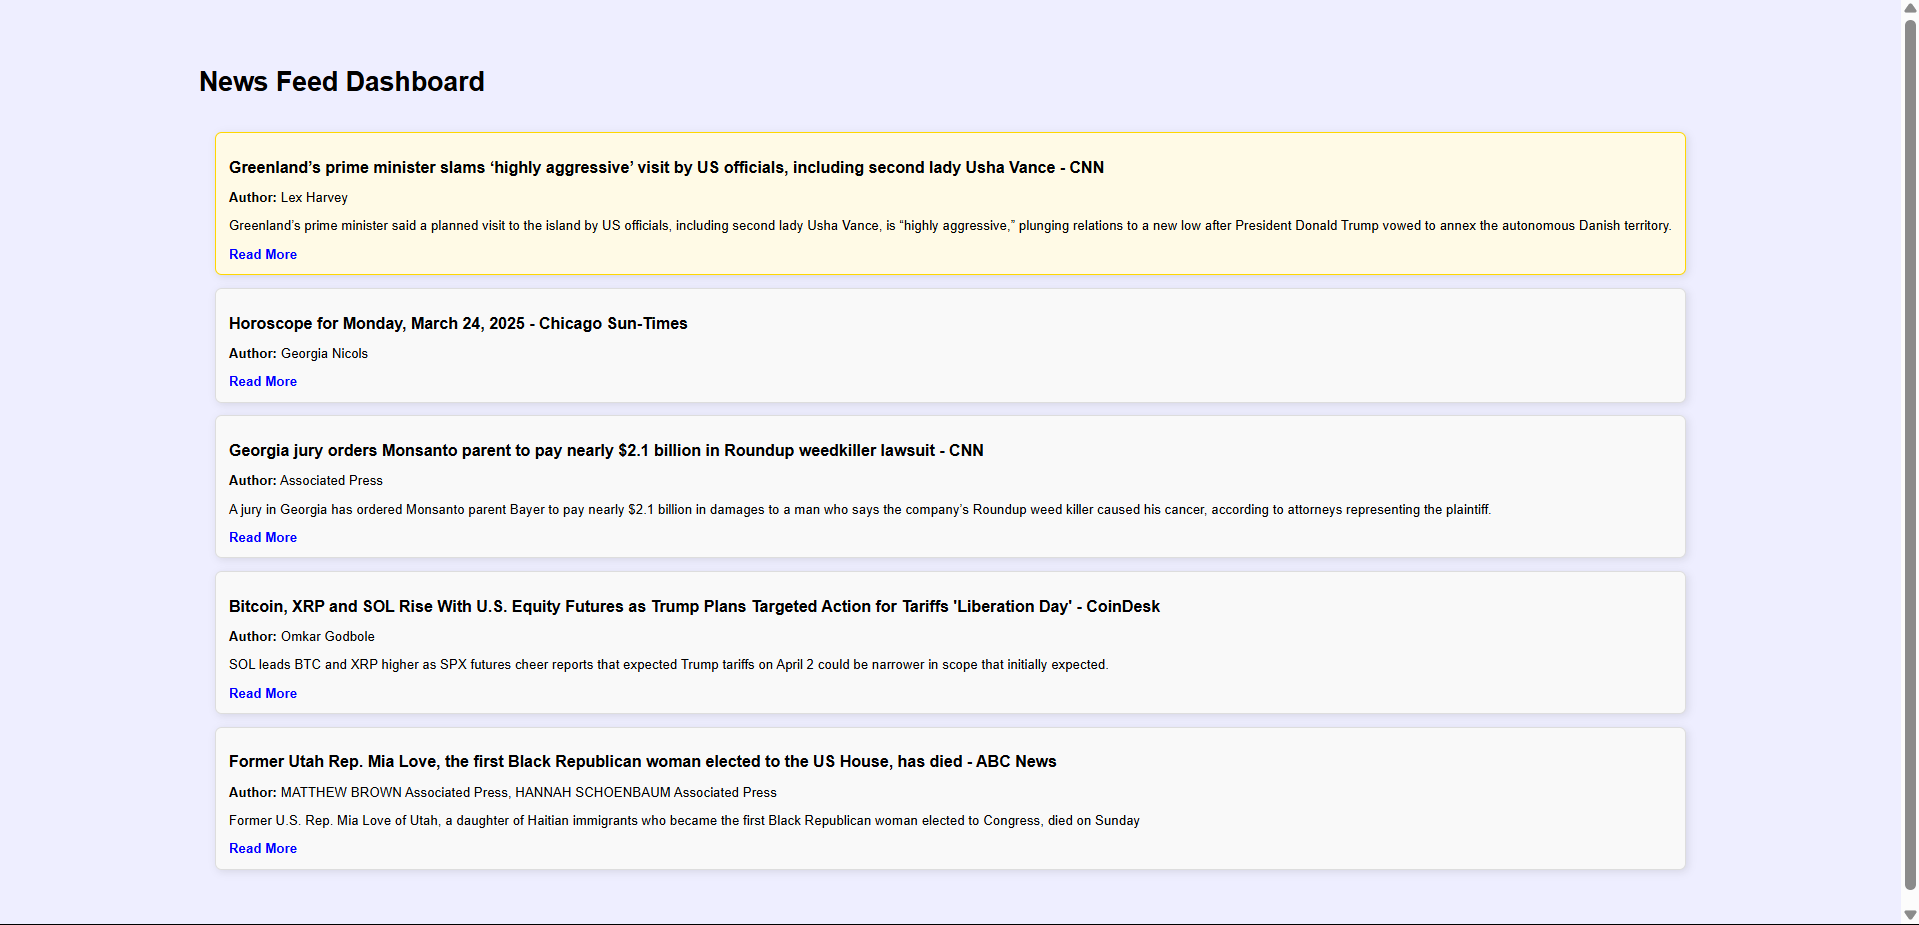 News Feed Dashboard
Greenland’s prime minister slams ‘highly aggressive’ visit by US officials, including second lady Usha Vance - CNN
Author: Lex Harvey
Greenland’s prime minister said a planned visit to the island by US officials, including second lady Usha Vance, is “highly aggressive,” plunging relations to a new low after President Donald Trump vowed to annex the autonomous Danish territory.
Read More
Horoscope for Monday, March 24, 2025 - Chicago Sun-Times
Author: Georgia Nicols
Read More
Georgia jury orders Monsanto parent to pay nearly $2.1 billion in Roundup weedkiller lawsuit - CNN
Author: Associated Press
A jury in Georgia has ordered Monsanto parent Bayer to pay nearly $2.1 billion in damages to a man who says the company’s Roundup weed killer caused his cancer, according to attorneys representing the plaintiff.
Read More
Bitcoin, XRP and SOL Rise With U.S. Equity Futures as Trump Plans Targeted Action for Tariffs 'Liberation Day' - CoinDesk
Author: Omkar Godbole
SOL leads BTC and XRP higher as SPX futures cheer reports that expected Trump tariffs on April 2 could be narrower in scope that initially expected.
Read More
Former Utah Rep. Mia Love, the first Black Republican woman elected to the US House, has died - ABC News
Author: MATTHEW BROWN Associated Press, HANNAH SCHOENBAUM Associated Press
Former U.S. Rep. Mia Love of Utah, a daughter of Haitian immigrants who became the first Black Republican woman elected to Congress, died on Sunday
Read More